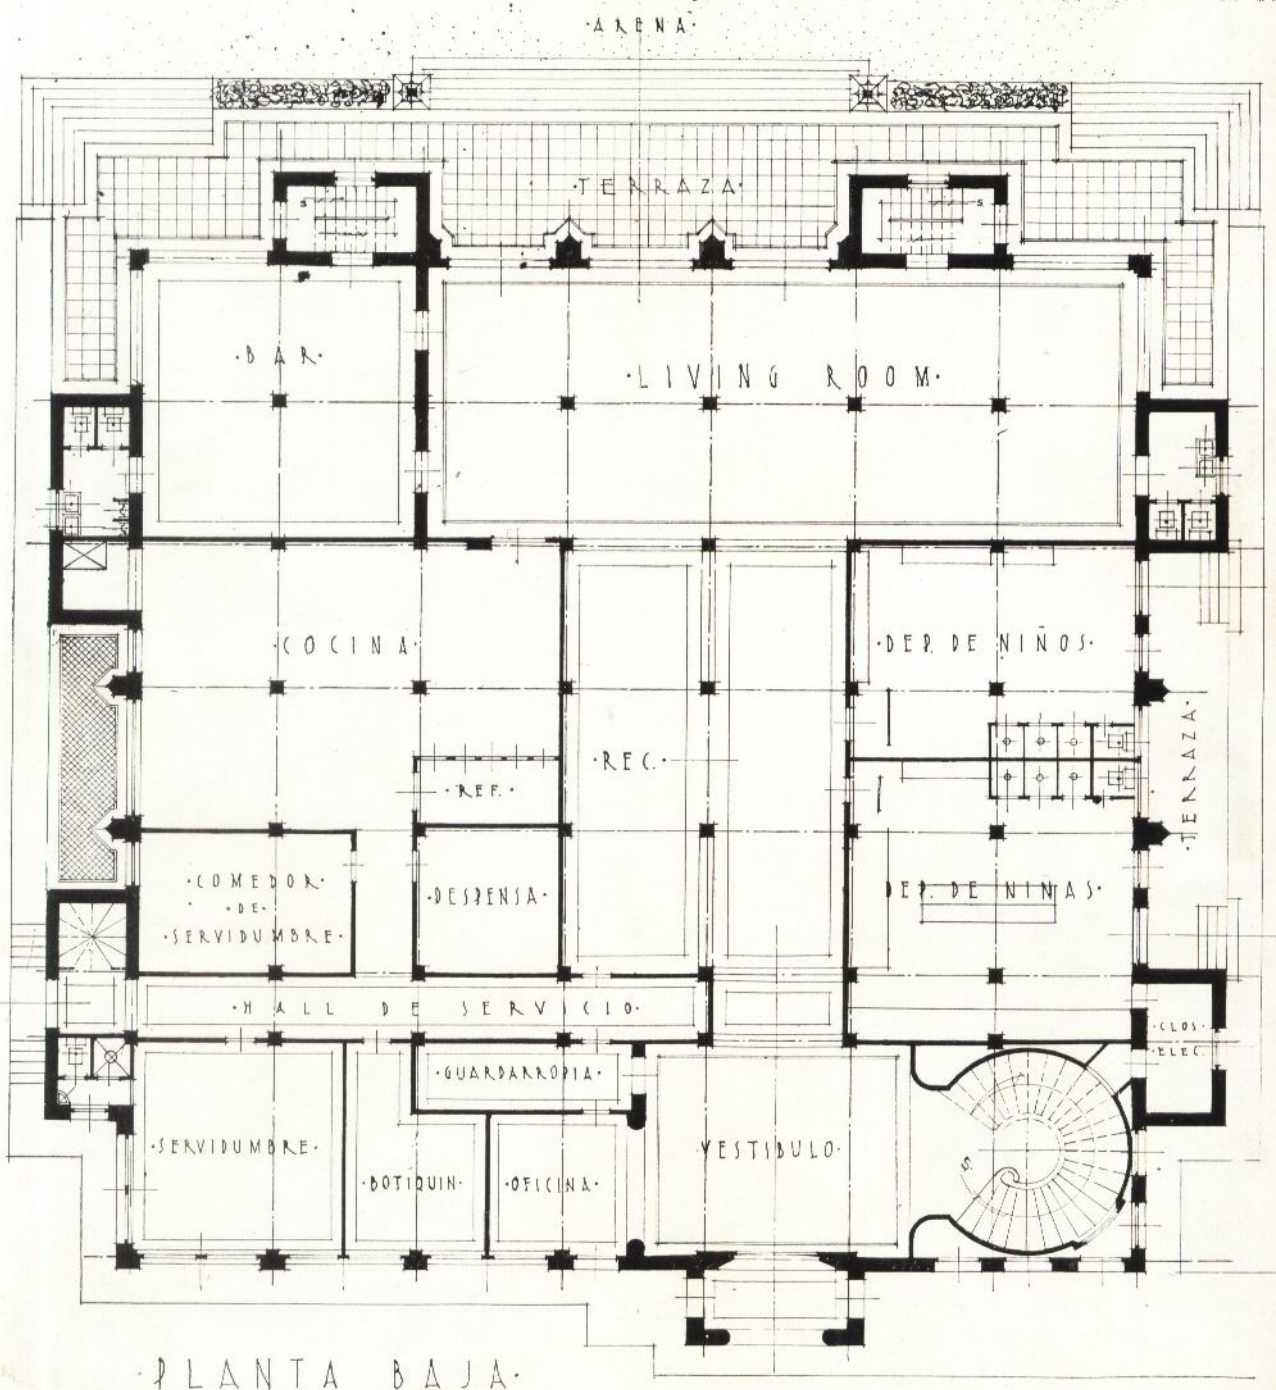 ·ARENA·
·TERRAZA·
S
S
·BAR·
·LIVING ROOM·
·COCINA·
·DEP. DE NIÑOS·
·REC.·
·REF.·
·TERRAZA·
·COMEDOR·
·DE·
·SERVIDUMBRE·
·DESPENSA·
DEP. DE NIÑAS·
·HALL DE SERVICIO·
·CLOS.
·ELEC.
·GUARDARROPIA·
·SERVIDUMBRE·
·BOTIQUIN·
·OFICINA·
·VESTIBULO·
S.
·PLANTA BAJA·